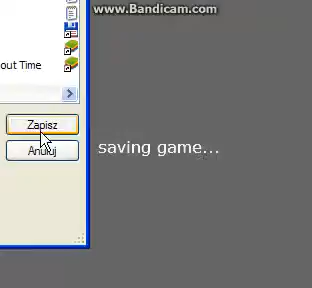 www.Bandicam.com
out Time
Zapisz
Anuluj
saving game...